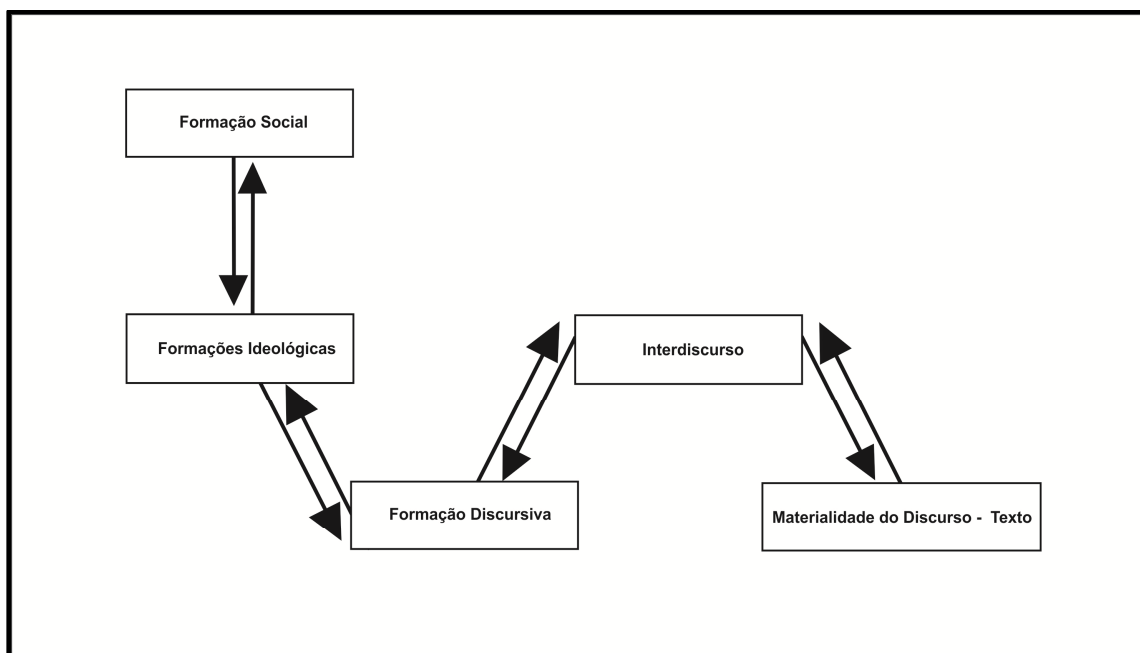 Formação Social
Formações Ideológicas
Interdiscurso
Formação Discursiva
Materialidade do Discurso - Texto